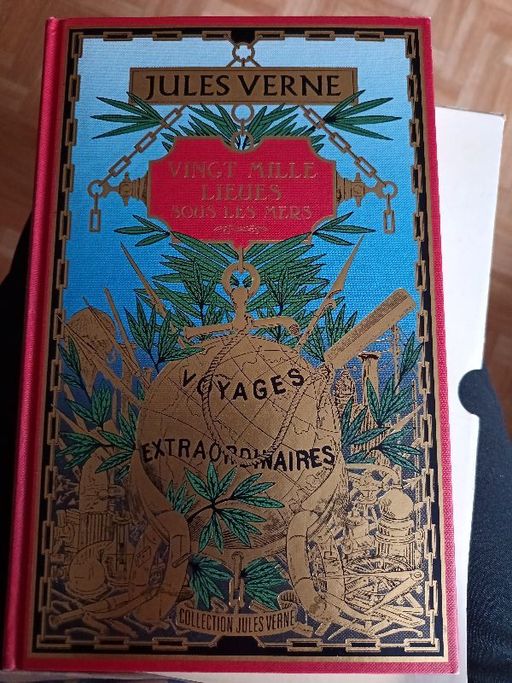 JULES VERNE
VINGT MILLE
LIEUES
SOUS LES MERS
VOYAGES
EXTRAORDINAIRES
COLLECTION JULES VERNE